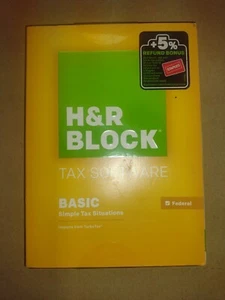 +5%
REFUND BONUS
H&R
BLOCK®
TAX SOFTWARE
BASIC
Simple Tax Situations
Federal